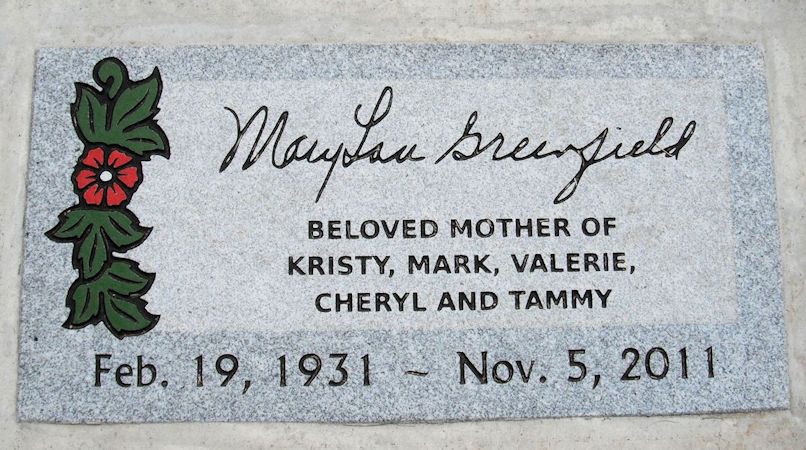 MaryLou Greenfield
BELOVED MOTHER OF
KRISTY, MARK, VALERIE,
CHERYL AND TAMMY
Feb. 19, 1931 ~ Nov. 5, 2011